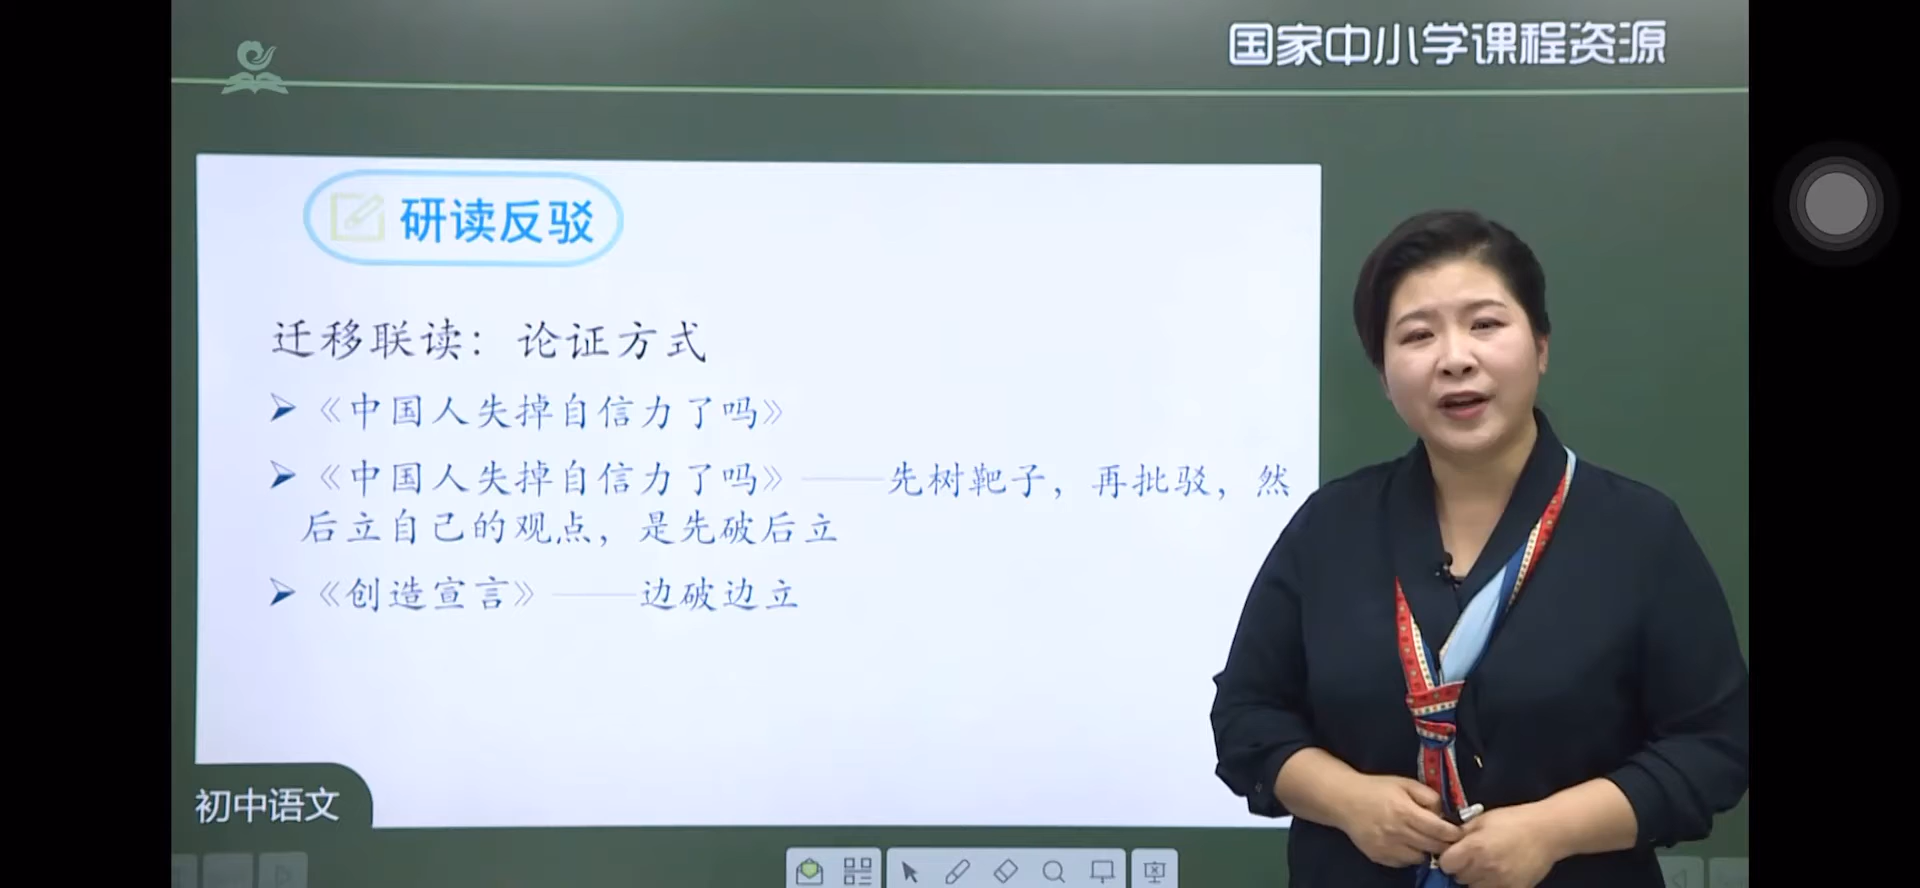 国家中小学课程资源
研读反驳
迁移联读：论证方式
《中国人失掉自信力了吗》
《中国人失掉自信力了吗》——先树靶子，再批驳，然
后立自己的观点，是先破后立
《创造宣言》——边破边立
初中语文